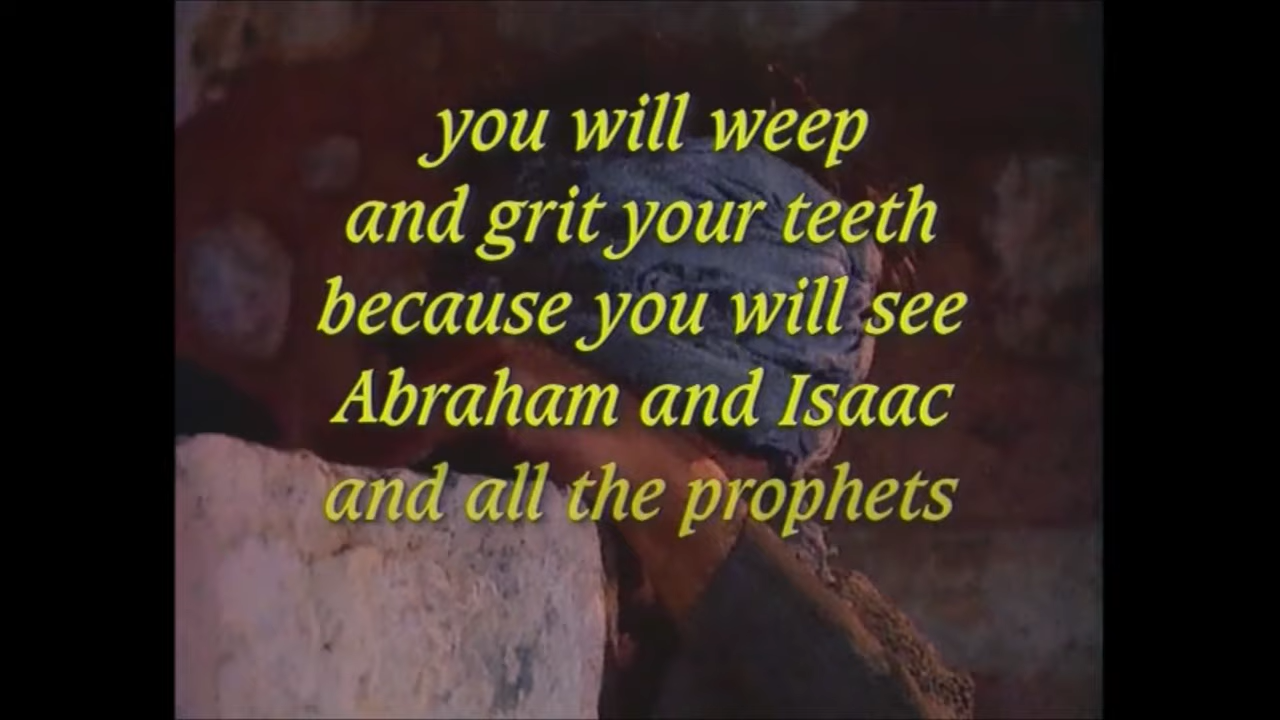 you will weep
and grit your teeth
because you will see
Abraham and Isaac
and all the prophets